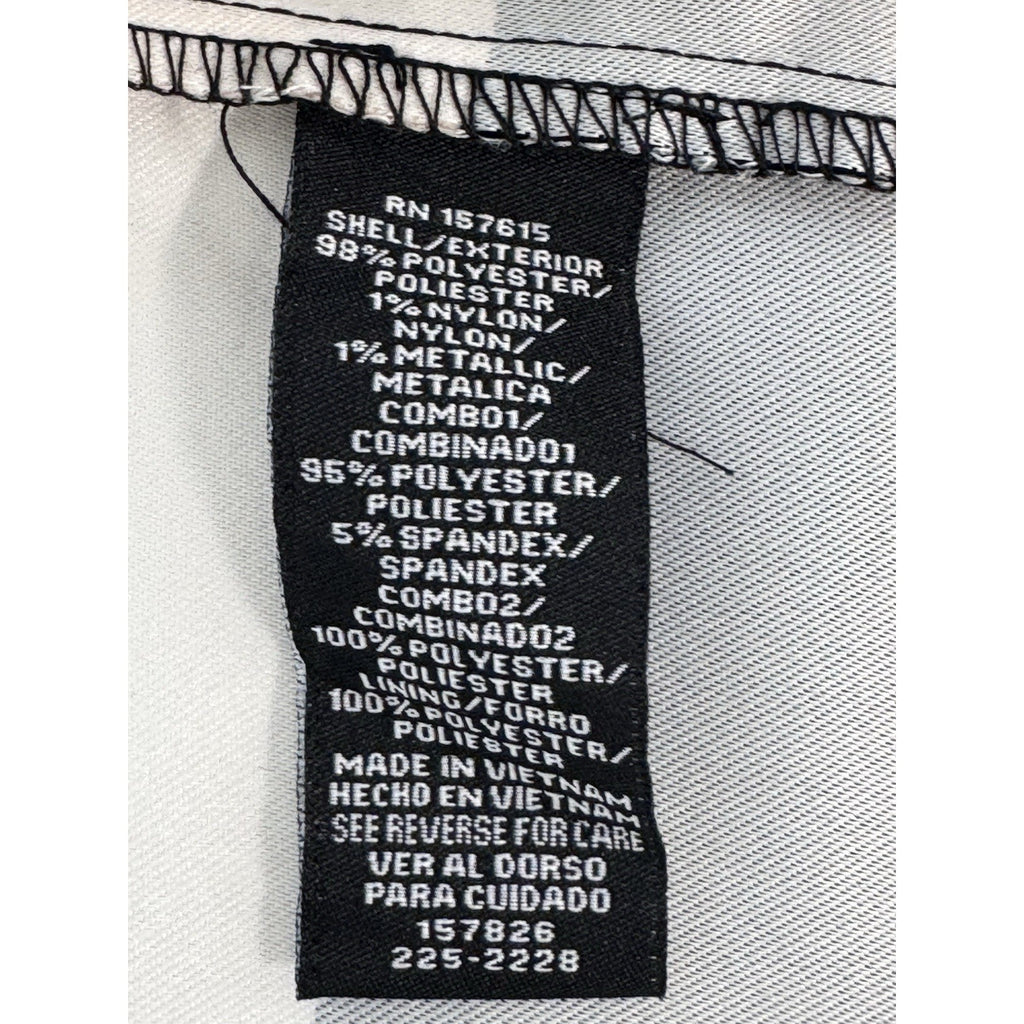 RN 157615
SHELL/EXTERIOR
98% POLYESTER/
POLIESTER
1% NYLON/
NYLON/
1% METALLIC/
METALICA
COMBO1/
COMBINADO1
95% POLYESTER/
POLIESTER
5% SPANDEX/
SPANDEX
COMBO2/
COMBINADO2
100% POLYESTER/
POLIESTER
LINING/FORRO
100% POLYESTER/
POLIESTER
MADE IN VIETNAM
HECHO EN VIETNAM
SEE REVERSE FOR CARE
VER AL DORSO
PARA CUIDADO
157826
225-2228